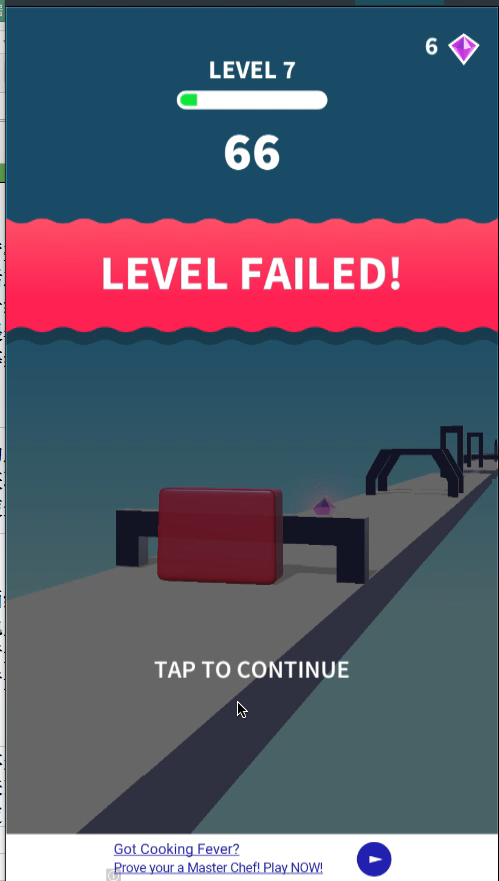 6
LEVEL 7
66
LEVEL FAILED!
TAP TO CONTINUE
Got Cooking Fever?
Prove your a Master Chef! Play NOW!